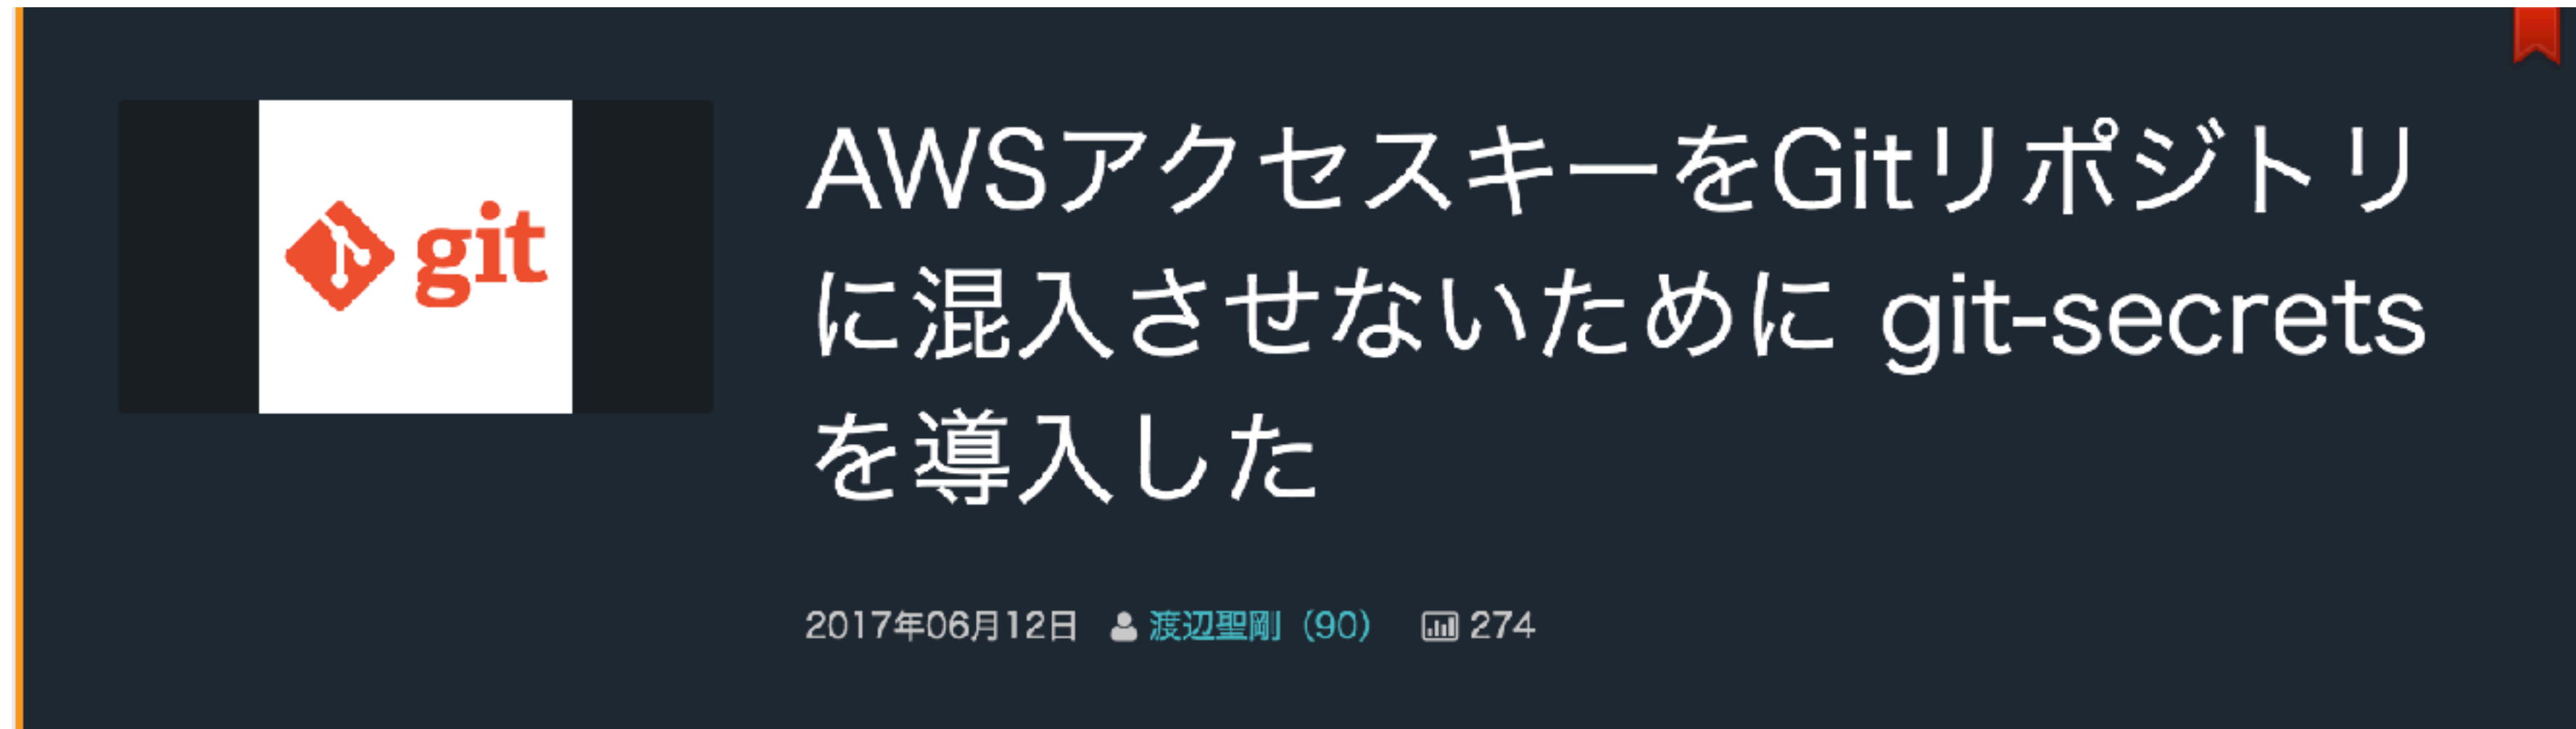 git
AWSアクセスキーをGitリポジトリ
に混入させないために git-secrets
を導入した
2017年06月12日 渡辺聖剛（90） 274